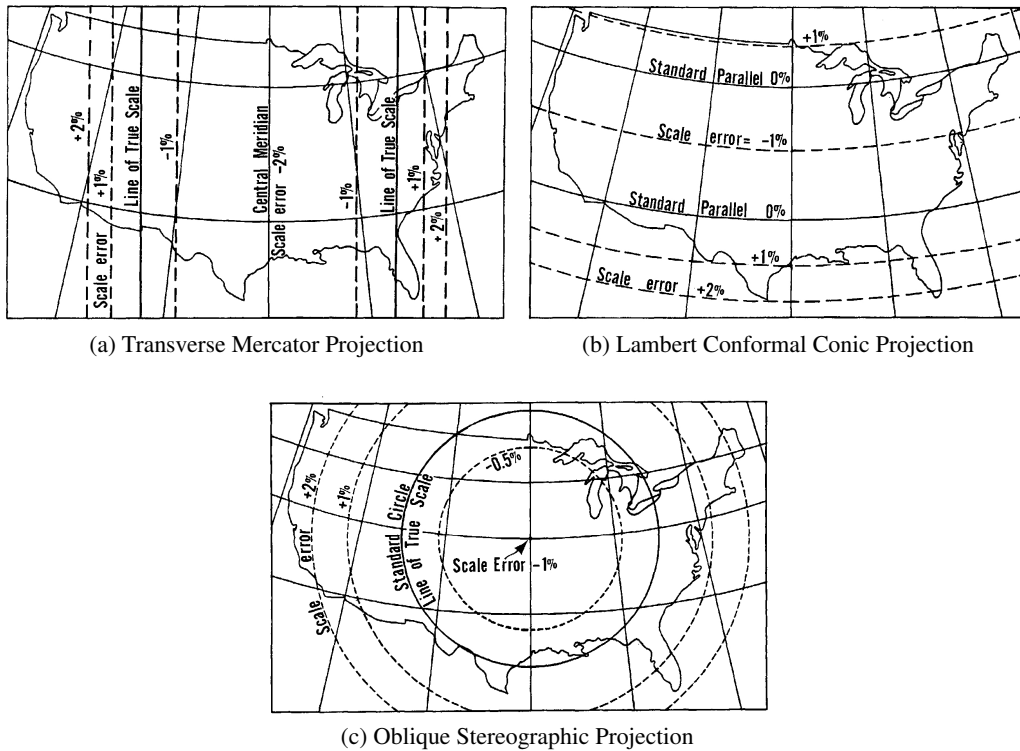 +2%
Scale error +1%
Line of True Scale
-1%
Central Meridian
Scale error -2%
-1%
Line of True Scale
+1%
+2%
(a) Transverse Mercator Projection
+1%
Standard Parallel 0%
Scale error= -1%
Standard Parallel 0%
+1%
Scale error +2%
(b) Lambert Conformal Conic Projection
Scale error +2%
+1%
Standard Circle
Line of True Scale
-0.5%
Scale Error -1%
(c) Oblique Stereographic Projection